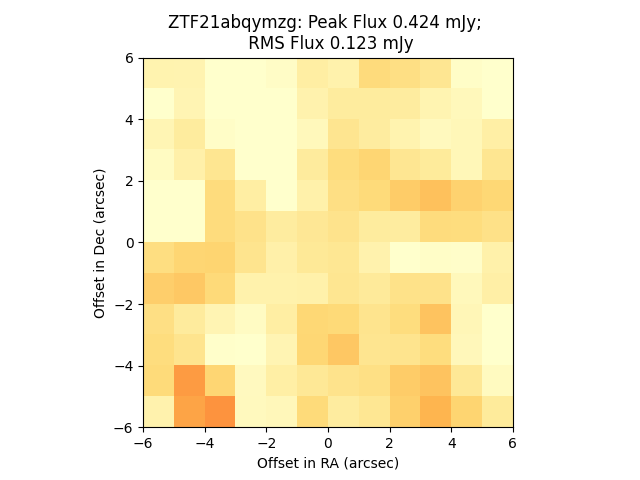 ZTF21abqymzg: Peak Flux 0.424 mJy;
RMS Flux 0.123 mJy
6
4
2
0
−2
−4
−6
Offset in Dec (arcsec)
−6 −4 −2 0 2 4 6
Offset in RA (arcsec)